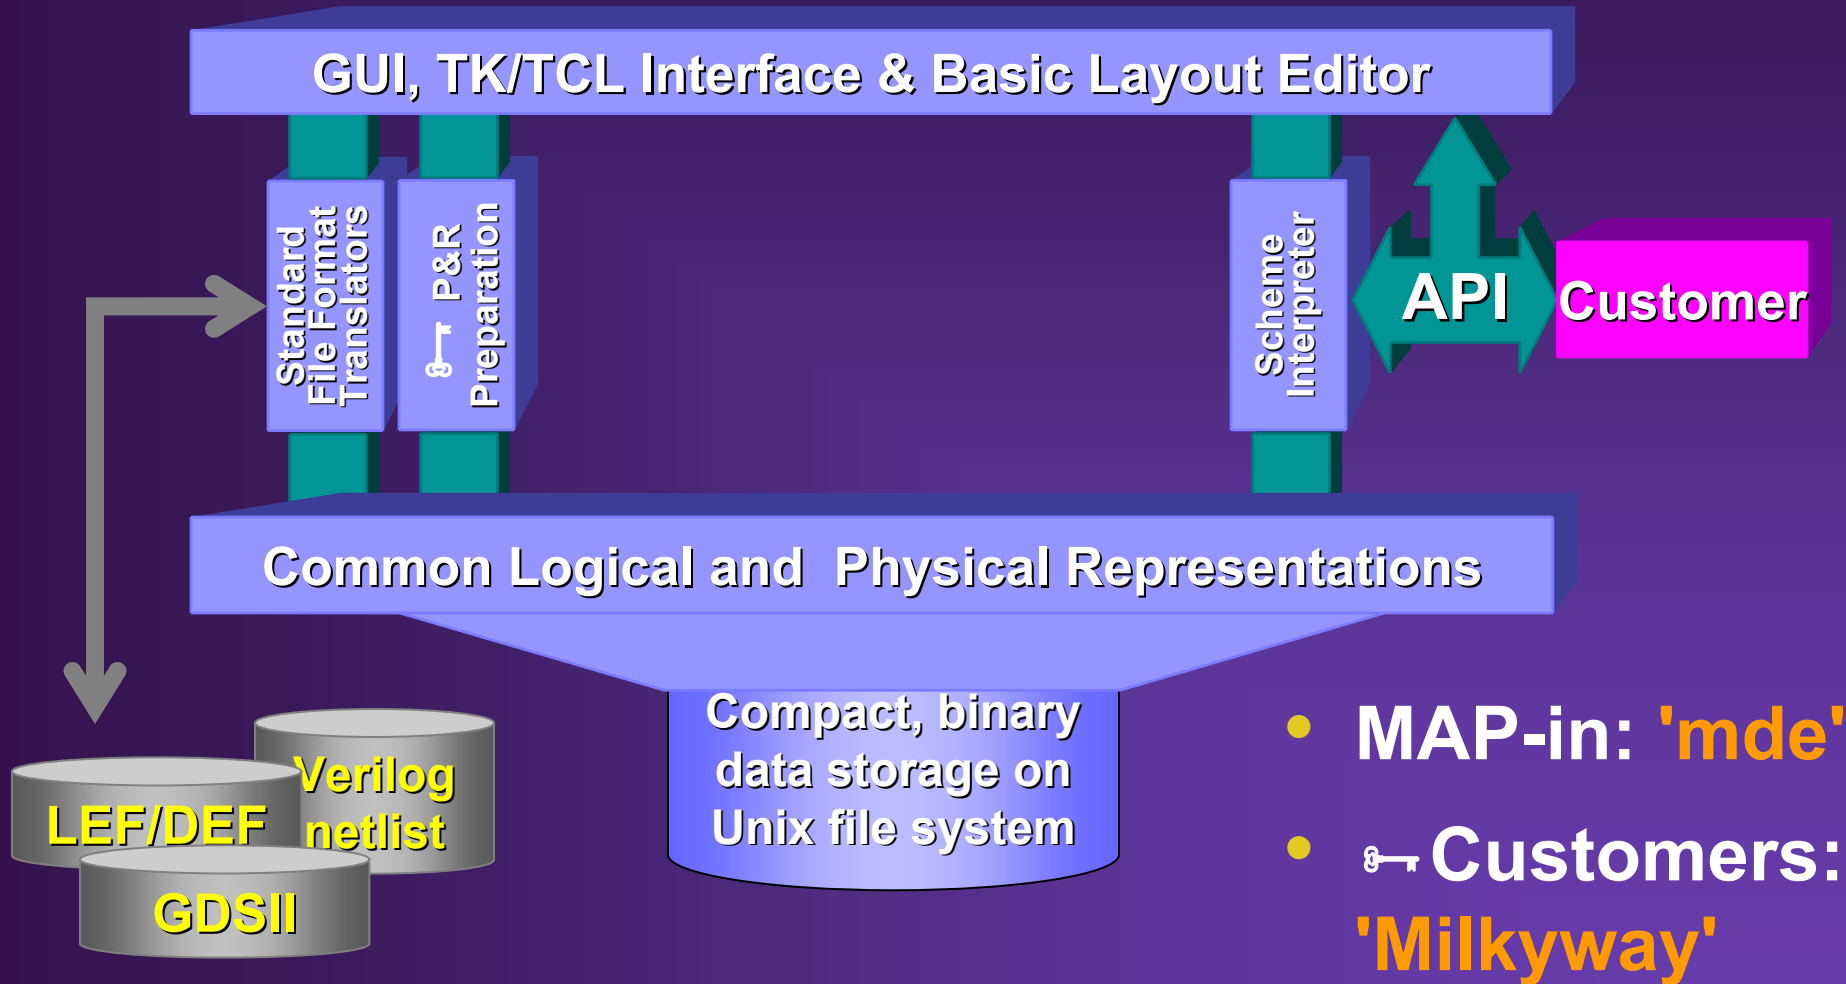 GUI, TK/TCL Interface & Basic Layout Editor
Standard
File Format
Translators
P&R
Preparation
Scheme
Interpreter
API
Customer
Common Logical and Physical Representations
Compact, binary
data storage on
Unix file system
Verilog
netlist
LEF/DEF
GDSII
• MAP-in: 'mde'
• Customers:
'Milkyway'